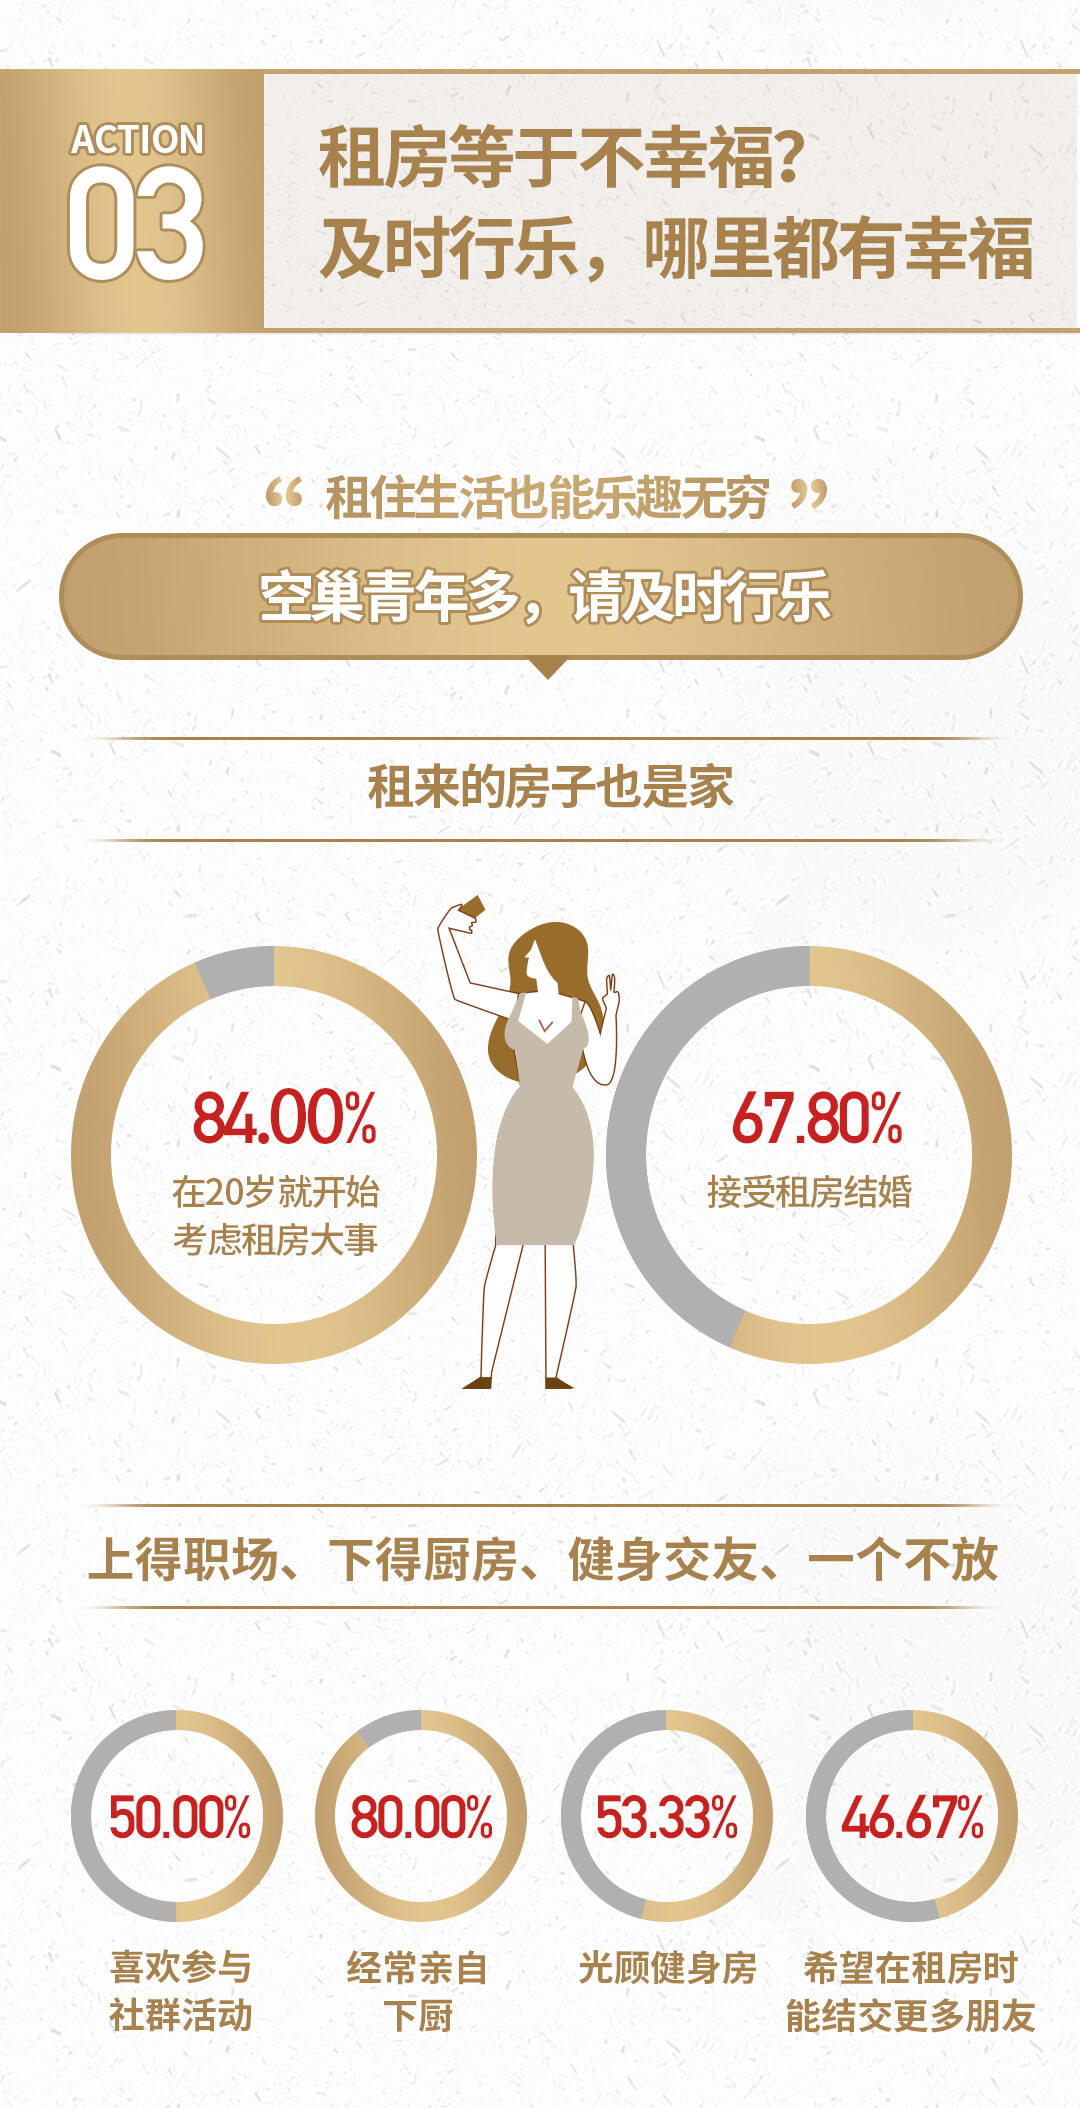 ACTION
03
租房等于不幸福?
及时行乐，哪里都有幸福
“ 租住生活也能乐趣无穷 ”
空巢青年多，请及时行乐
租来的房子也是家
84.00%
在20岁就开始
考虑租房大事
67.80%
接受租房结婚
上得职场、下得厨房、健身交友、一个不放
50.00%
喜欢参与
社群活动
80.00%
经常亲自
下厨
53.33%
光顾健身房
46.67%
希望在租房时
能结交更多朋友